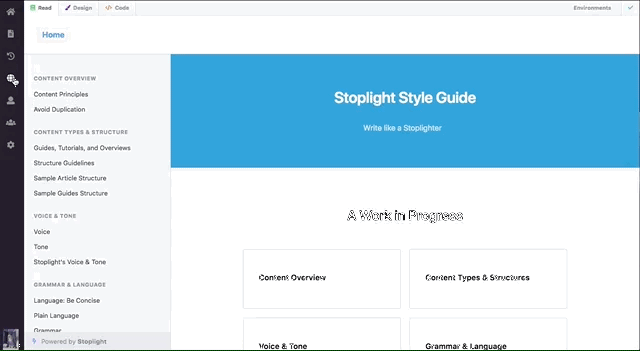 Read Design Code Environments
Home
CONTENT OVERVIEW
Content Principles
Avoid Duplication
CONTENT TYPES & STRUCTURE
Guides, Tutorials, and Overviews
Structure Guidelines
Sample Article Structure
Sample Guides Structure
VOICE & TONE
Voice
Tone
Stoplight's Voice & Tone
GRAMMAR & LANGUAGE
Language: Be Concise
Plain Language
Grammar
Powered by Stoplight
Stoplight Style Guide
Write like a Stoplighter
A Work in Progress
Content Overview
Content Types & Structures
Voice & Tone
Grammar & Language